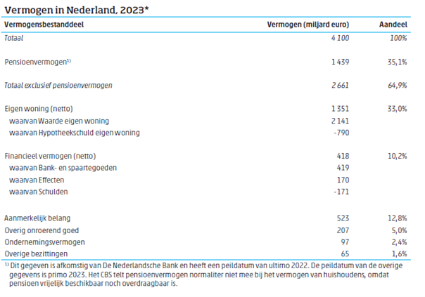 Vermogen in Nederland, 2023*
Vermogensbestanddeel Vermogen (miljard euro) Aandeel
Totaal 4 100 100%
Pensioenvermogen¹⁾ 1 439 35,1%
Totaal exclusief pensioenvermogen 2 661 64,9%
Eigen woning (netto) 1 351 33,0%
waarvan Waarde eigen woning 2 141
waarvan Hypotheekschuld eigen woning -790
Financieel vermogen (netto) 418 10,2%
waarvan Bank- en spaartegoeden 419
waarvan Effecten 170
waarvan Schulden -171
Aanmerkelijk belang 523 12,8%
Overig onroerend goed 207 5,0%
Ondernemingsvermogen 97 2,4%
Overige bezittingen 65 1,6%
¹⁾ Dit gegeven is afkomstig van De Nederlandsche Bank en heeft een peildatum van ultimo 2022. De peildatum van de overige
gegevens is primo 2023. Het CBS telt pensioenvermogen normaliter niet mee bij het vermogen van huishoudens, omdat
pensioen vrijelijk beschikbaar noch overdraagbaar is.